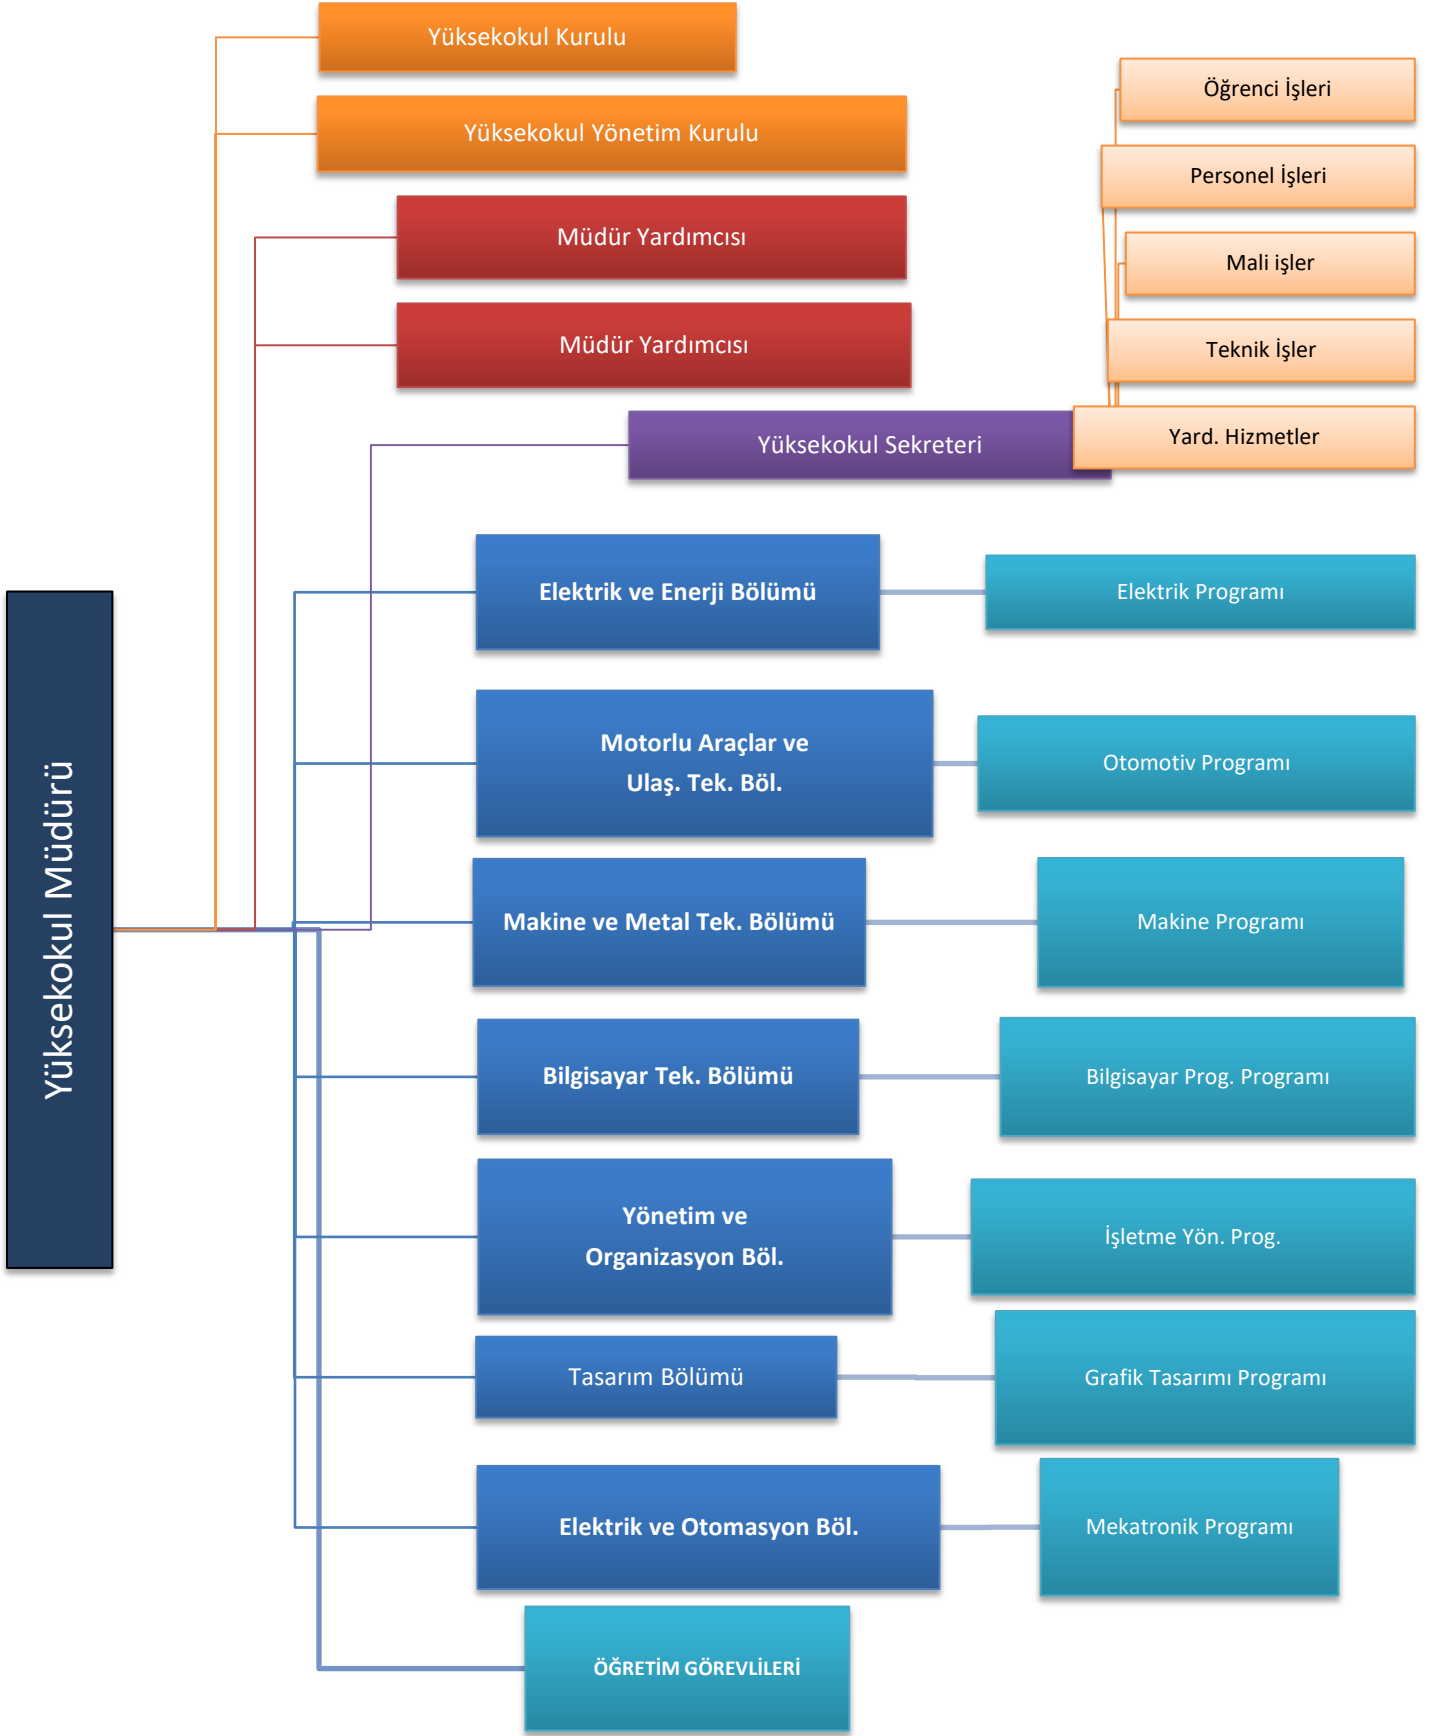 Yüksekokul Kurulu
Yüksekokul Yönetim Kurulu
Müdür Yardımcısı
Müdür Yardımcısı
Yüksekokul Sekreteri
Öğrenci İşleri
Personel İşleri
Mali işler
Teknik İşler
Yard. Hizmetler
Yüksekokul Müdürü
Elektrik ve Enerji Bölümü
Elektrik Programı
Motorlu Araçlar ve
Ulaş. Tek. Böl.
Otomotiv Programı
Makine ve Metal Tek. Bölümü
Makine Programı
Bilgisayar Tek. Bölümü
Bilgisayar Prog. Programı
Yönetim ve
Organizasyon Böl.
İşletme Yön. Prog.
Tasarım Bölümü
Grafik Tasarımı Programı
Elektrik ve Otomasyon Böl.
Mekatronik Programı
ÖĞRETİM GÖREVLİLERİ